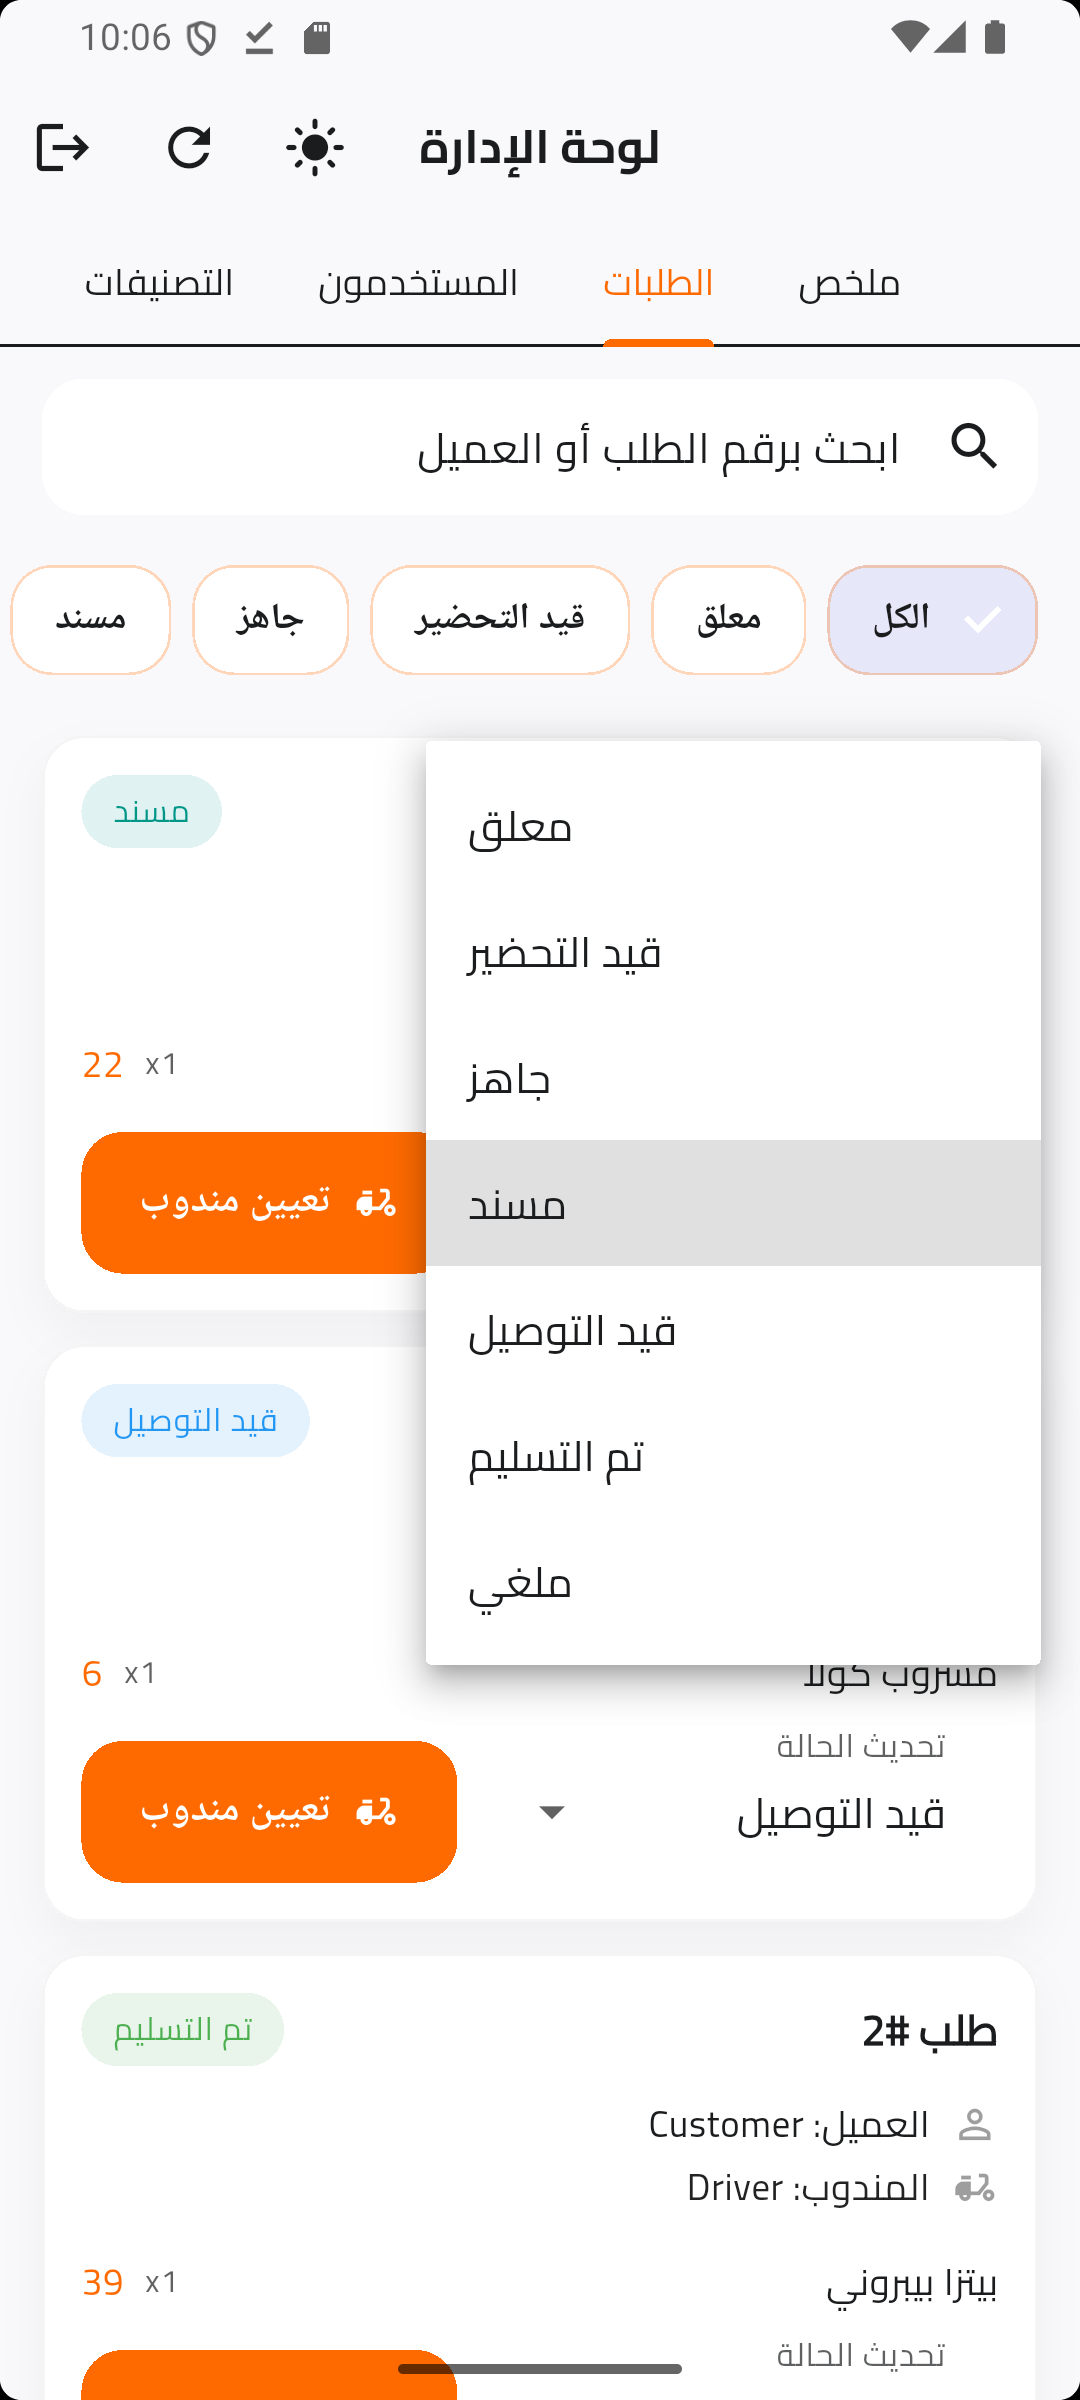 10:06
لوحة الإدارة
ملخص الطلبات المستخدمون التصنيفات
ابحث برقم الطلب أو العميل
الكل معلق قيد التحضير جاهز مسند
مسند
معلق
قيد التحضير
جاهز
مسند
قيد التوصيل
تم التسليم
ملغي
x1 22
تعيين مندوب
قيد التوصيل
مشروب كولا x1 6
تحديث الحالة
قيد التوصيل
تعيين مندوب
طلب #2 تم التسليم
العميل: Customer
المندوب: Driver
بيتزا بيبروني x1 39
تحديث الحالة